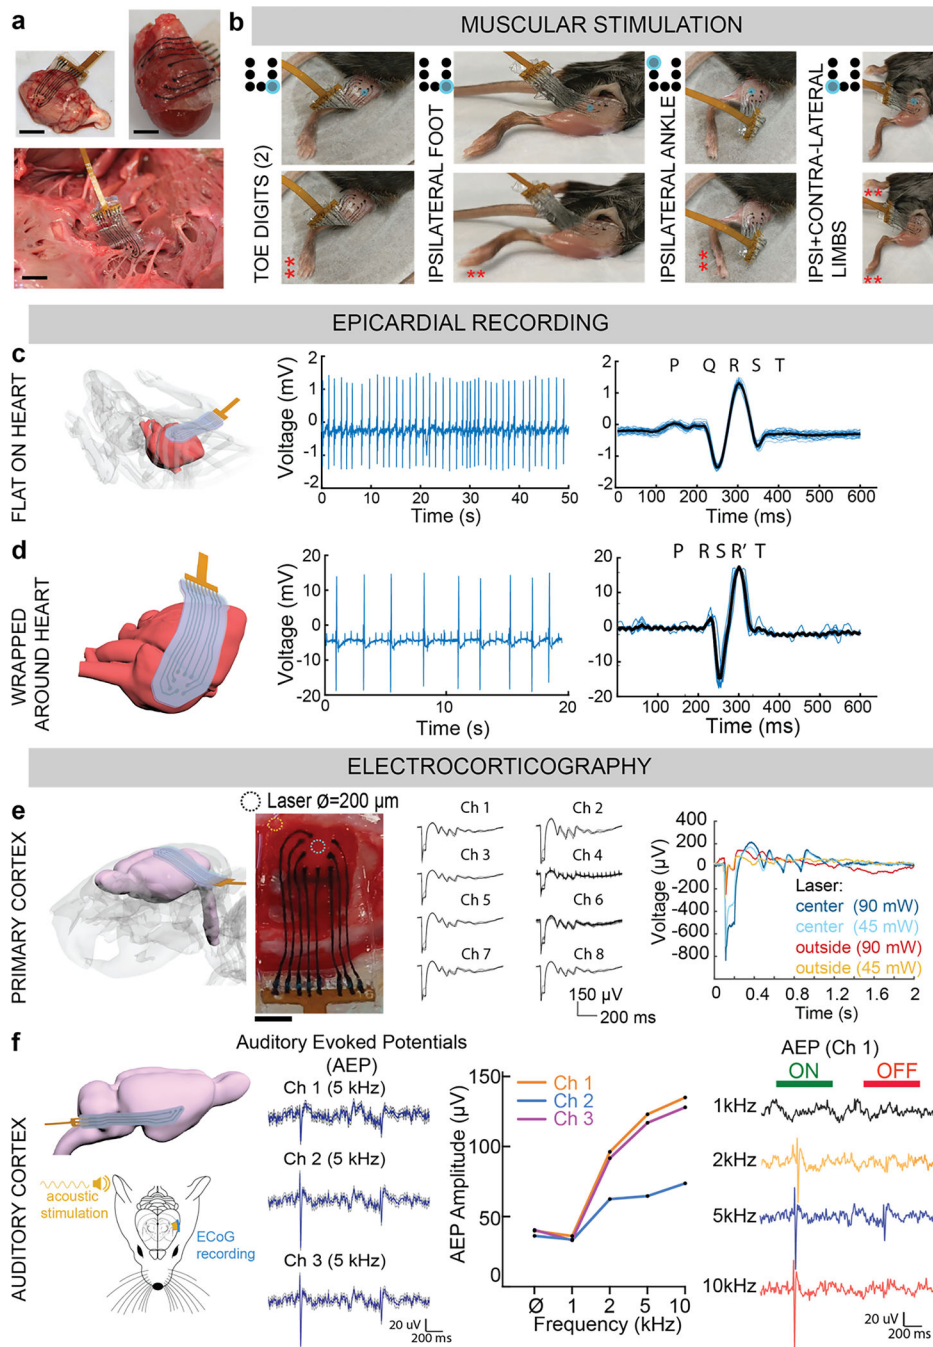 a
b
MUSCULAR STIMULATION
TOE DIGITS (2)
**
IPSILATERAL FOOT
**
IPSILATERAL ANKLE
**
IPSI+CONTRA-LATERAL
LIMBS
**
**
EPICARDIAL RECORDING
c
FLAT ON HEART
Voltage (mV)
2
1
0
-1
-2
0 10 20 30 40 50
Time (s)
P Q R S T
2
1
0
-1
2
0 100 200 300 400 500 600
Time (ms)
d
WRAPPED
AROUND HEART
Voltage (mV)
20
10
0
-10
-20
0 10 20
Time (s)
P R S R’ T
20
10
0
-10
20
0 100 200 300 400 500 600
Time (ms)
ELECTROCORTICOGRAPHY
e
PRIMARY CORTEX
Laser Ø=200 µm
Ch 1 Ch 2
Ch 3 Ch 4
Ch 5 Ch 6
Ch 7 Ch 8
150 µV
200 ms
Voltage (µV)
400
200
0
-200
-400
-600
-800
Laser:
center (90 mW)
center (45 mW)
outside (90 mW)
outside (45 mW)
0 0.4 0.8 1.2 1.6 2
Time (s)
f
AUDITORY CORTEX
acoustic
stimulation
ECoG
recording
Auditory Evoked Potentials
(AEP)
Ch 1 (5 kHz)
Ch 2 (5 kHz)
Ch 3 (5 kHz)
20 uV
200 ms
AEP Amplitude (µV)
150
100
50
0
Ch 1
Ch 2
Ch 3
Ø 1 2 5 10
Frequency (kHz)
AEP (Ch 1)
ON OFF
1kHz
2kHz
5kHz
10kHz
20 uV
200 ms